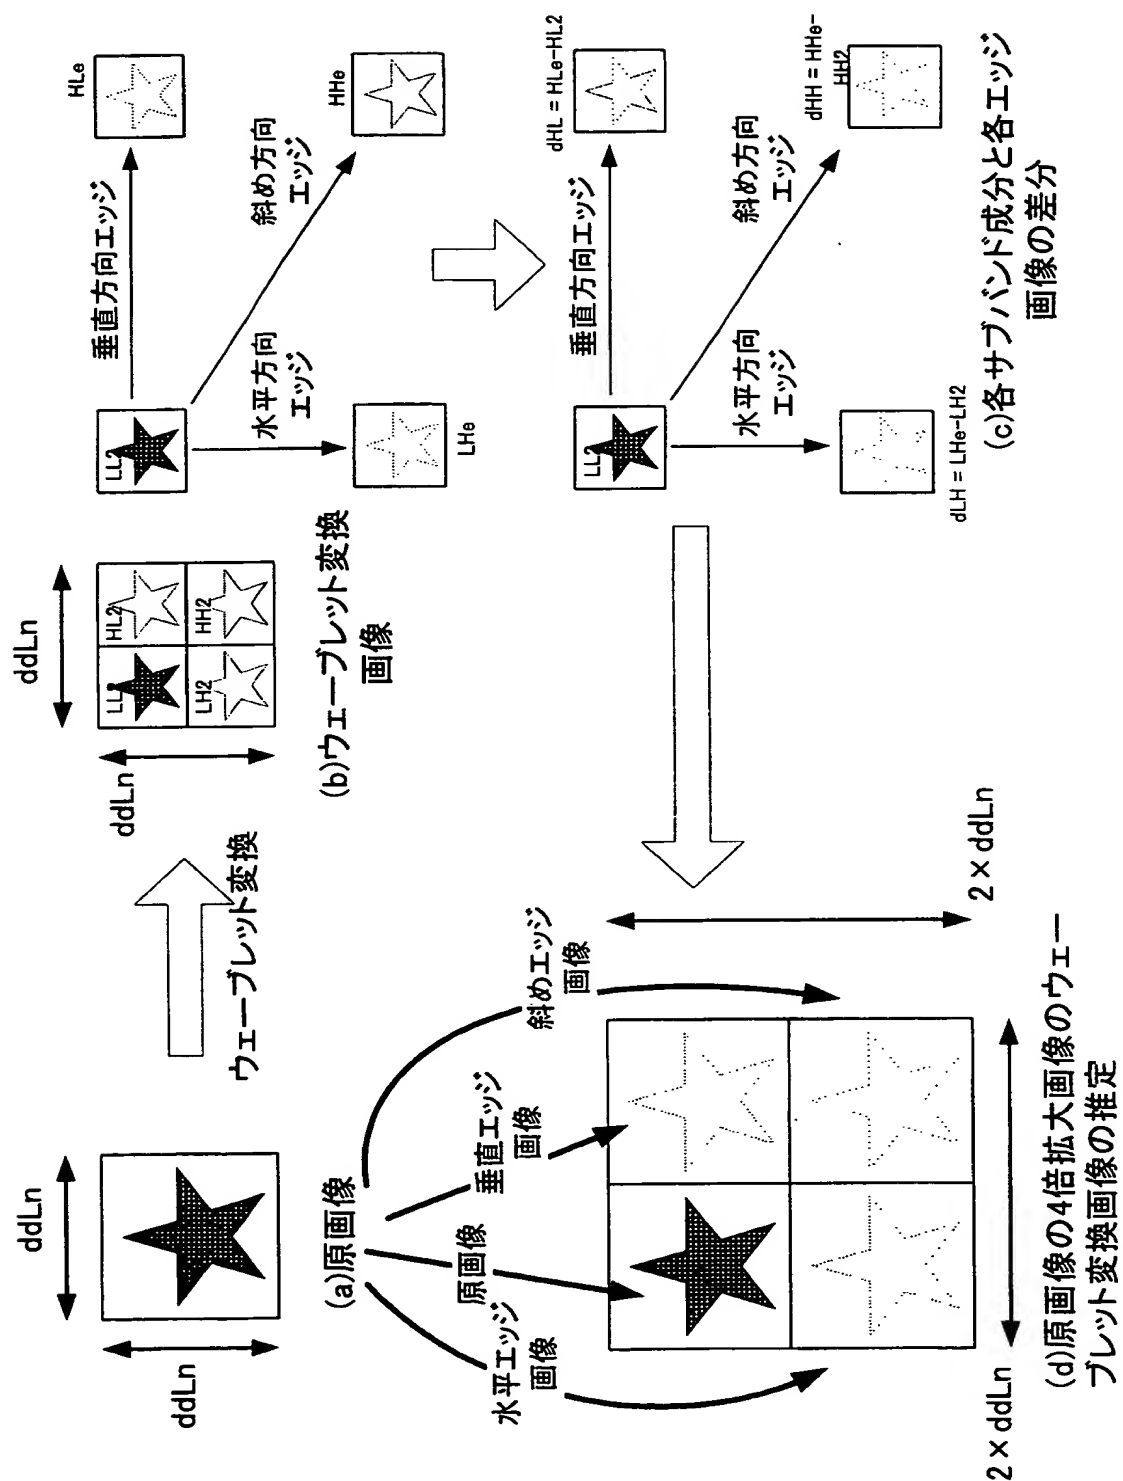 ddLn
ddLn
(a)原画像
ウェーブレット変換
ddLn
ddLn
LL
HL2
LH2
HH2
(b)ウェーブレット変換
画像
LL2
垂直方向エッジ
HLe
斜め方向
エッジ
HHe
水平方向
エッジ
LHe
LL2
垂直方向エッジ
dHL = HLe-HL2
斜め方向
エッジ
dHH = HHe-
HH2
水平方向
エッジ
dLH = LHe-LH2
(c)各サブバンド成分と各エッジ
画像の差分
水平エッジ
画像
原画像
垂直エッジ
画像
斜めエッジ
画像
2×ddLn
2×ddLn
(d)原画像の4倍拡大画像のウェー
ブレット変換画像の推定